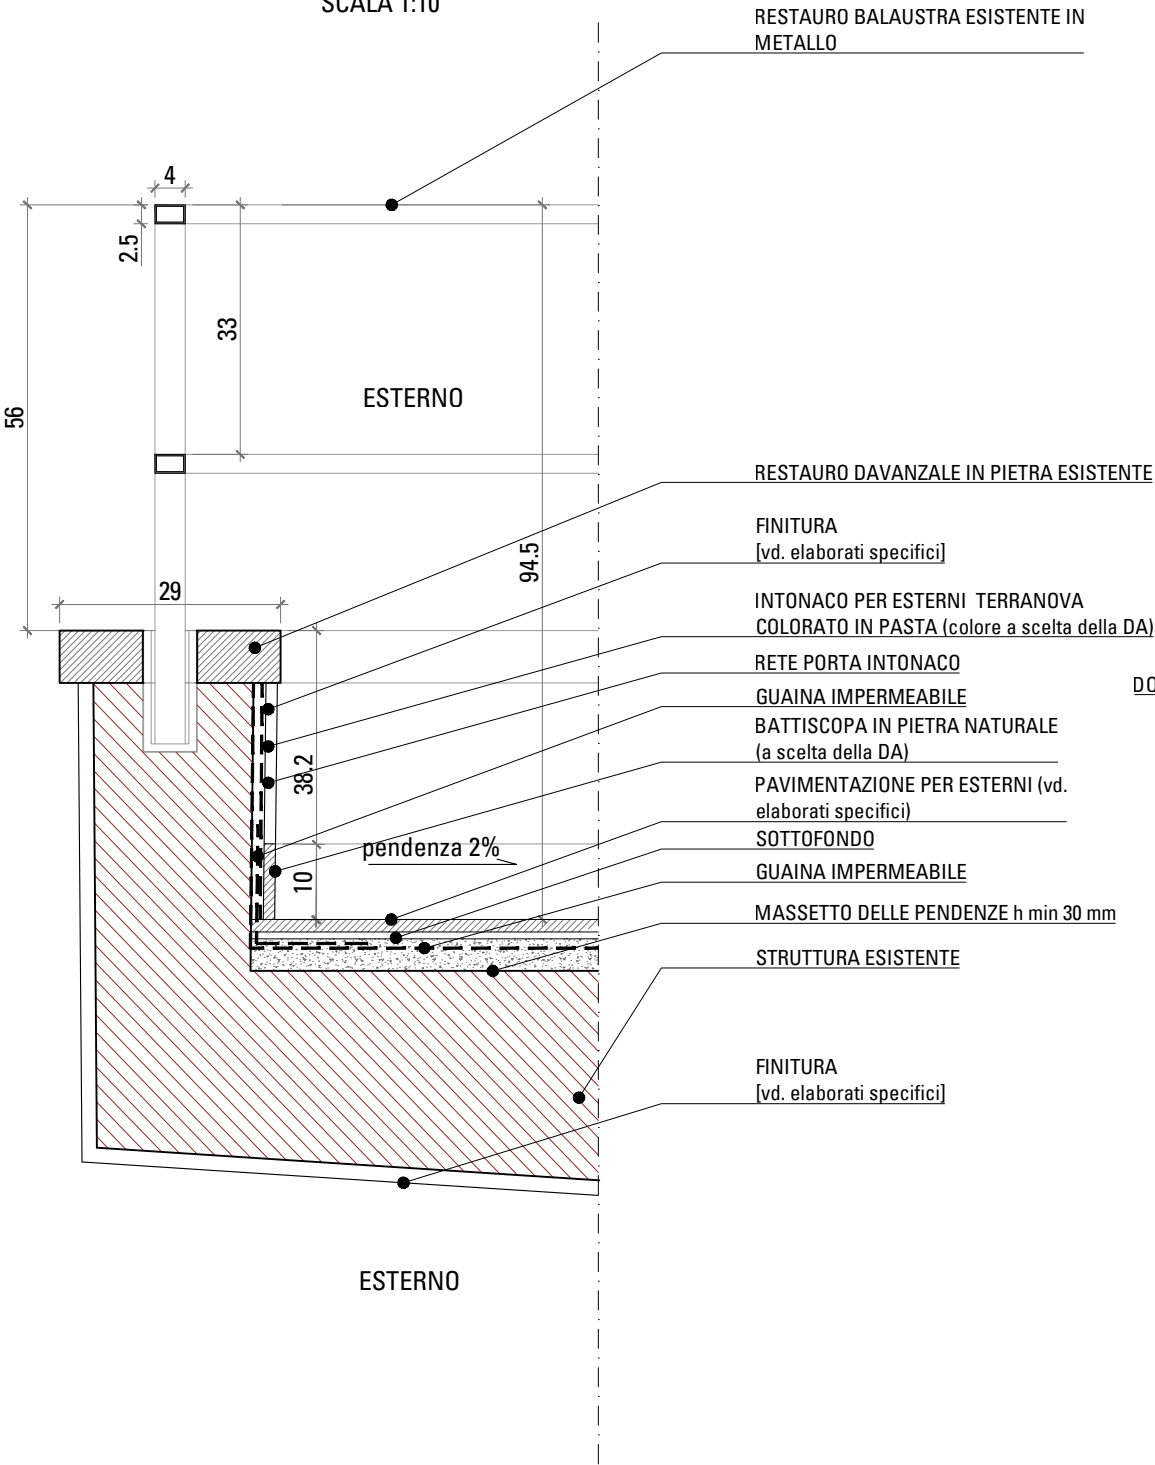 SCALA 1:10
RESTAURO BALAUSTRA ESISTENTE IN
METALLO
4
2.5
33
56
ESTERNO
94.5
29
RESTAURO DAVANZALE IN PIETRA ESISTENTE
FINITURA
[vd. elaborati specifici]
INTONACO PER ESTERNI TERRANOVA
COLORATO IN PASTA (colore a scelta della DA)
RETE PORTA INTONACO
GUAINA IMPERMEABILE
BATTISCOPA IN PIETRA NATURALE
(a scelta della DA)
PAVIMENTAZIONE PER ESTERNI (vd.
elaborati specifici)
SOTTOFONDO
GUAINA IMPERMEABILE
MASSETTO DELLE PENDENZE h min 30 mm
STRUTTURA ESISTENTE
FINITURA
[vd. elaborati specifici]
38.2
10
pendenza 2%
ESTERNO